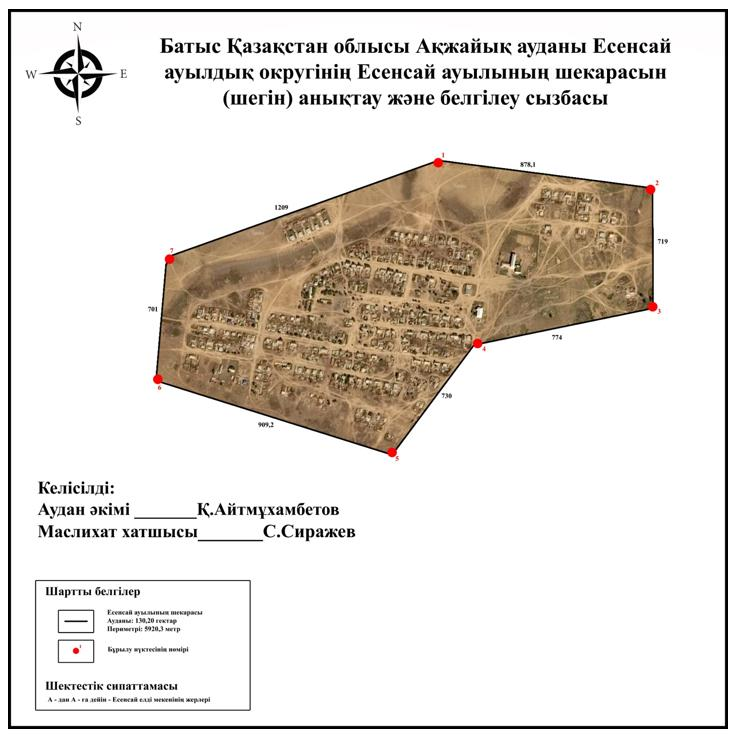 N
W E
S
Батыс Қазақстан облысы Ақжайық ауданы Есенсай
ауылдық округінің Есенсай ауылының шекарасын
(шегін) анықтау және белгілеу сызбасы
1
878,1
2
1209
719
7
701
3
774
4
730
6
909,2
5
Келісілді:
Аудан әкімі _______Қ.Айтмұхамбетов
Маслихат хатшысы_______С.Сиражев
Шартты белгілер
Есенсай ауылының шекарасы
Ауданы: 130,20 гектар
Периметрі: 5920,3 метр
1
Бұрылу нүктесінің нөмірі
Шектестік сипаттамасы
А - дан А - ға дейін - Есенсай елді мекенінің жерлері